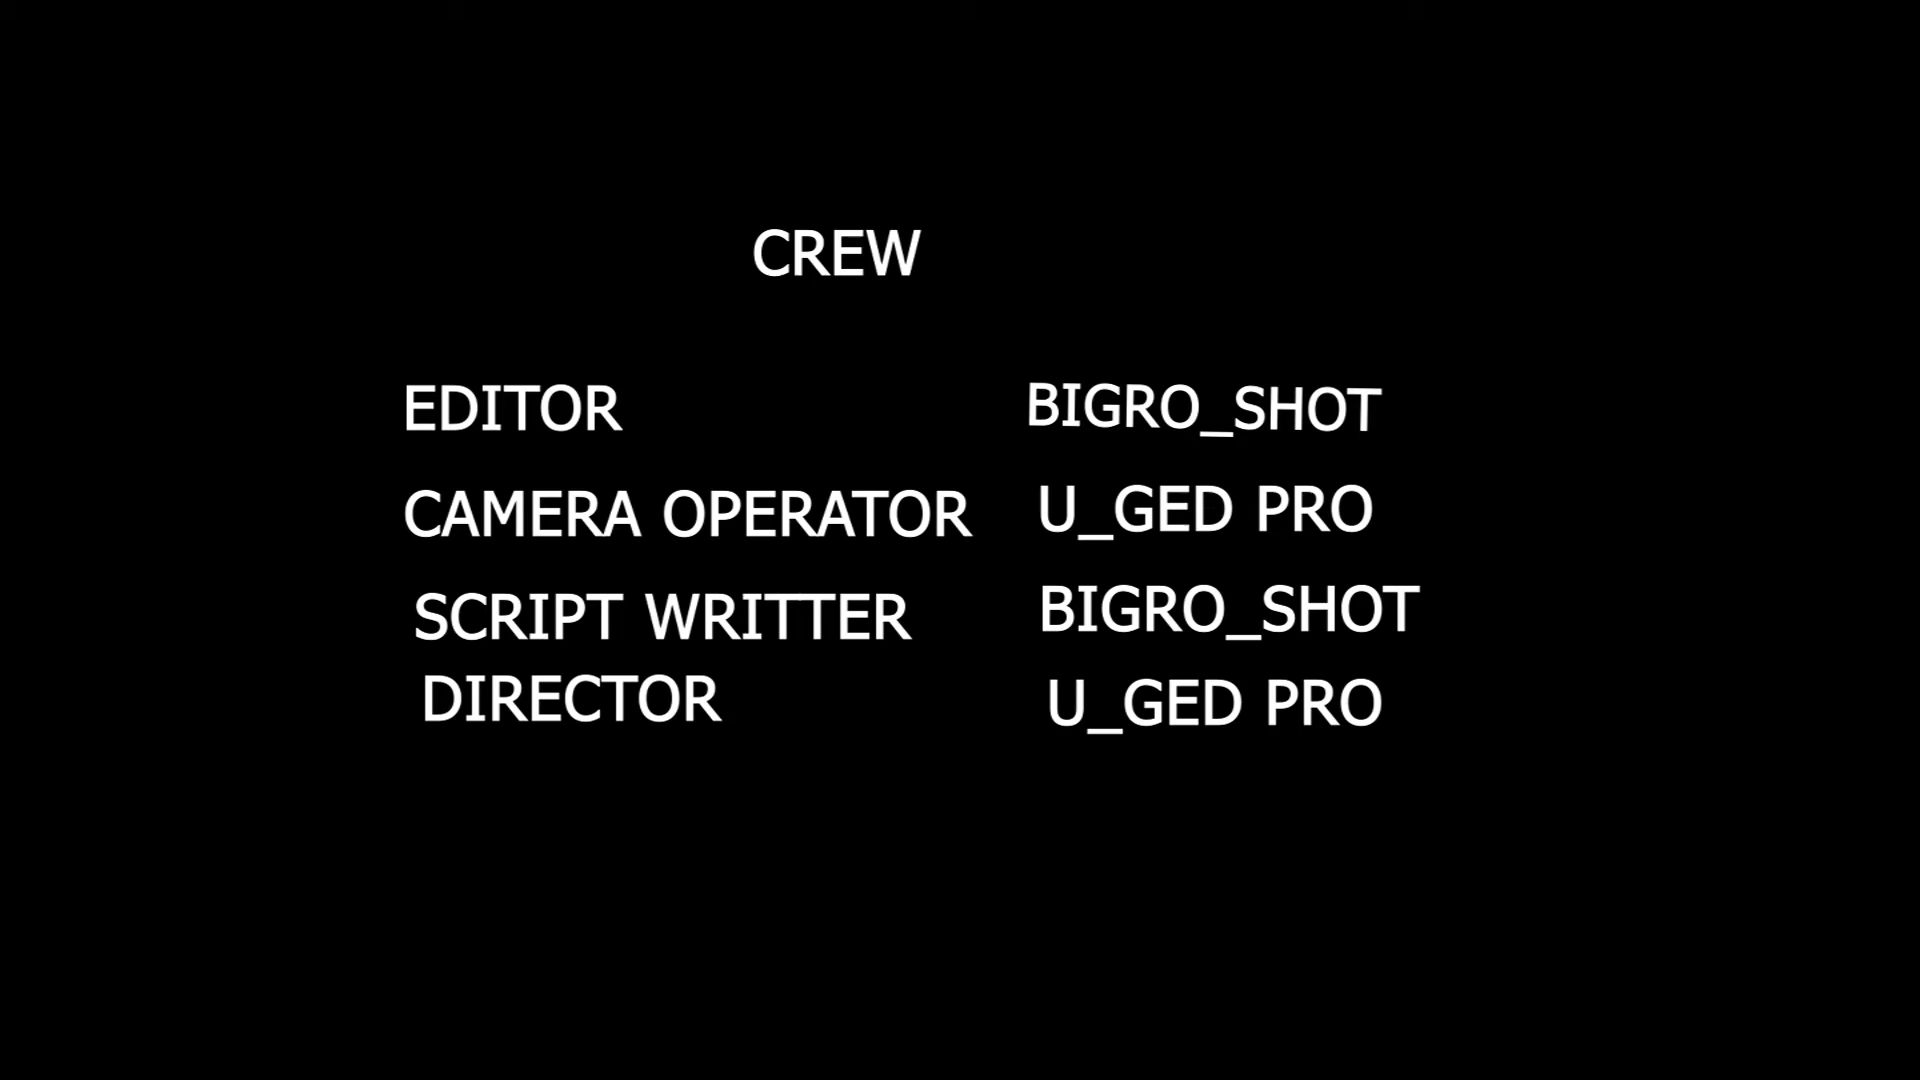 CREW
EDITOR BIGRO_SHOT
CAMERA OPERATOR U_GED PRO
SCRIPT WRITTER BIGRO_SHOT
DIRECTOR U_GED PRO